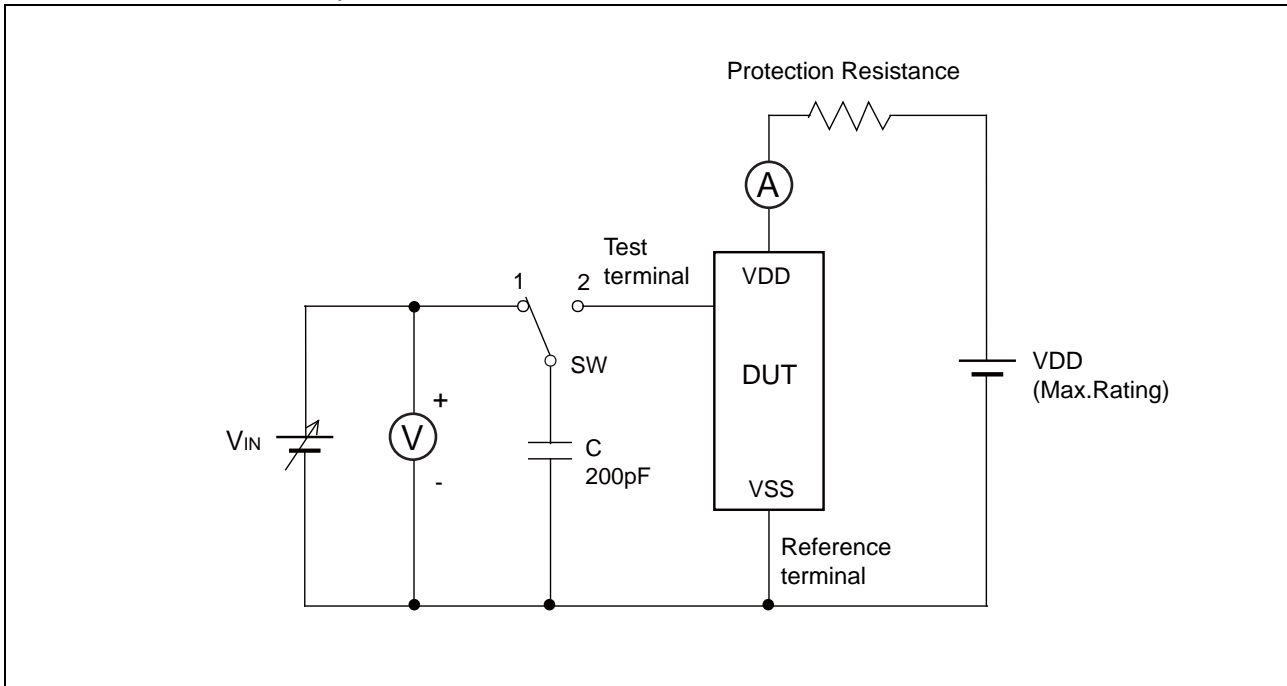 Protection Resistance
A
Test
terminal
1
2
VDD
SW
DUT
VDD
(Max.Rating)
VIN
+
V
-
C
200pF
VSS
Reference
terminal